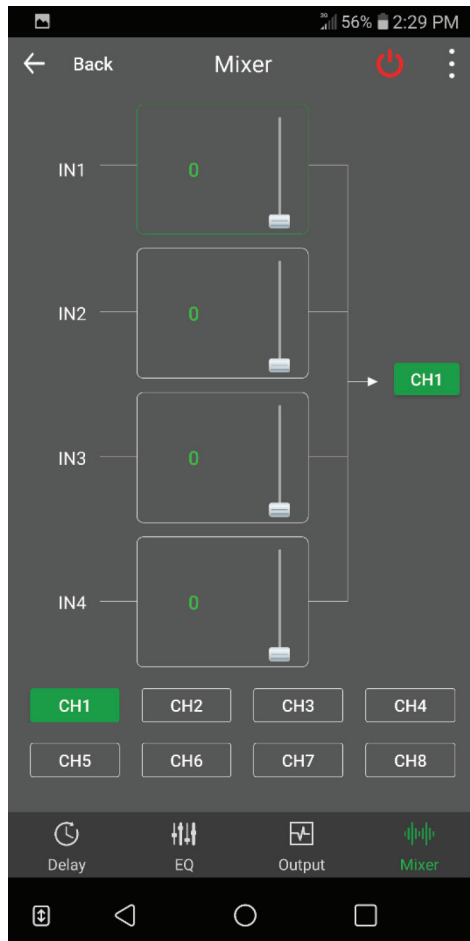 3G 56% 2:29 PM
Back Mixer
IN1 0
IN2 0
CH1
IN3 0
IN4 0
CH1 CH2 CH3 CH4
CH5 CH6 CH7 CH8
Delay EQ Output Mixer